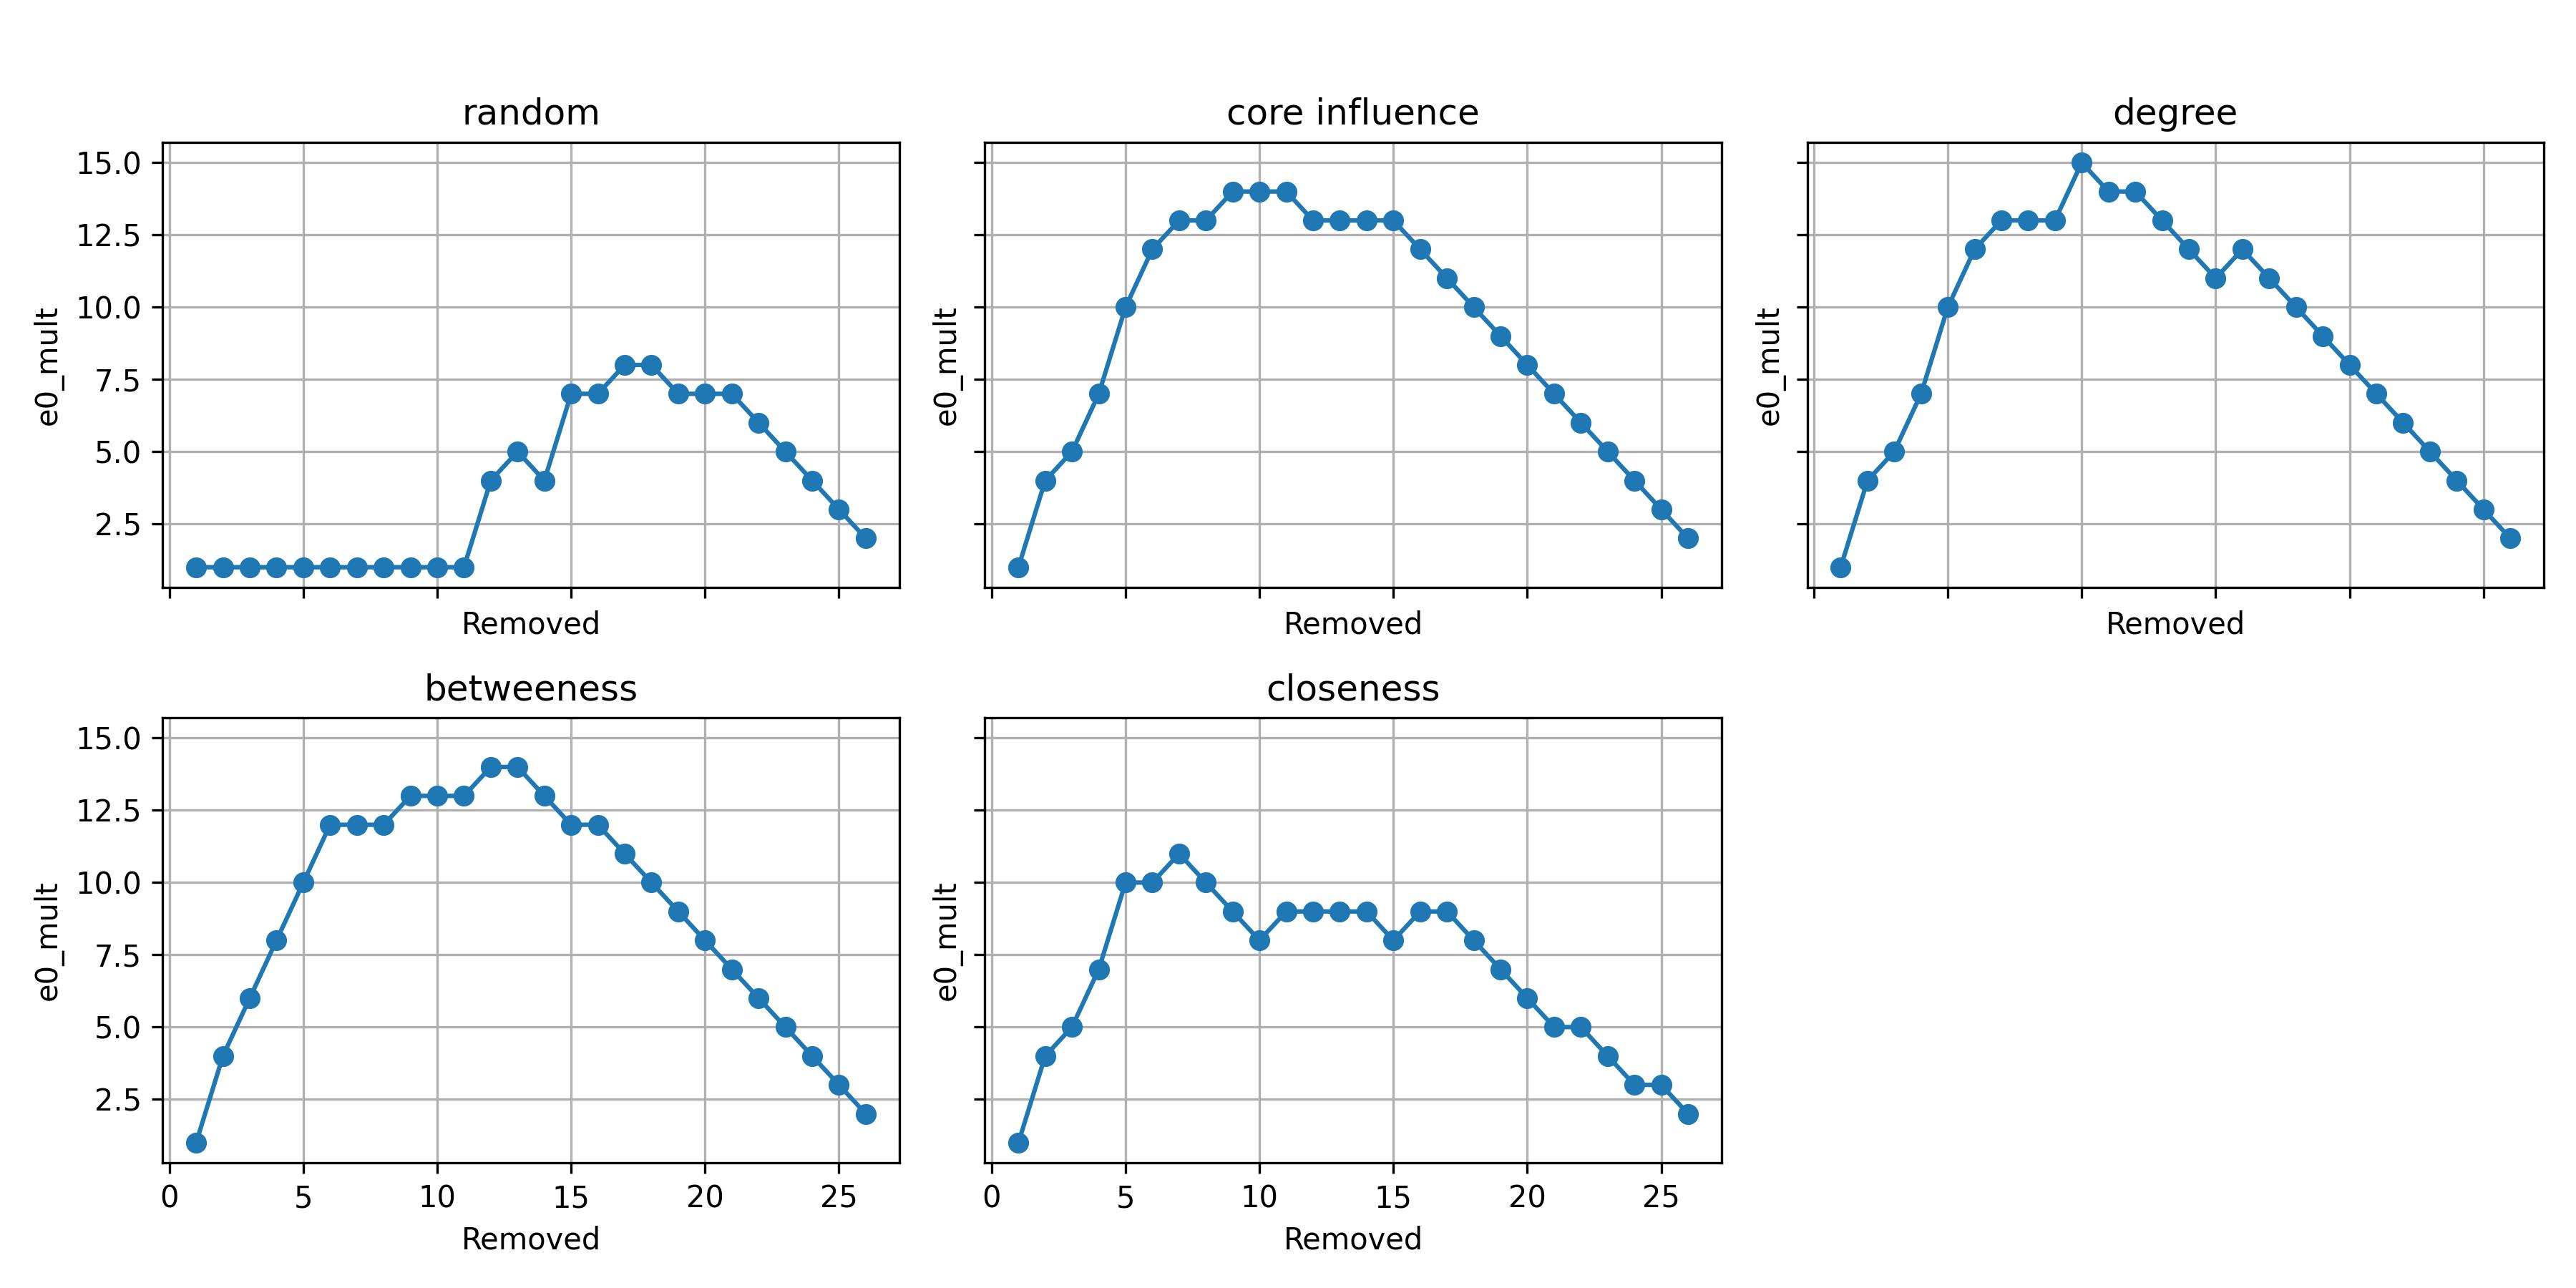 random
core influence
degree
15.0
12.5
10.0
7.5
5.0
2.5
e0_mult
e0_mult
e0_mult
Removed
Removed
Removed
betweeness
closeness
15.0
12.5
10.0
7.5
5.0
2.5
e0_mult
e0_mult
0 5 10 15 20 25
0 5 10 15 20 25
Removed
Removed